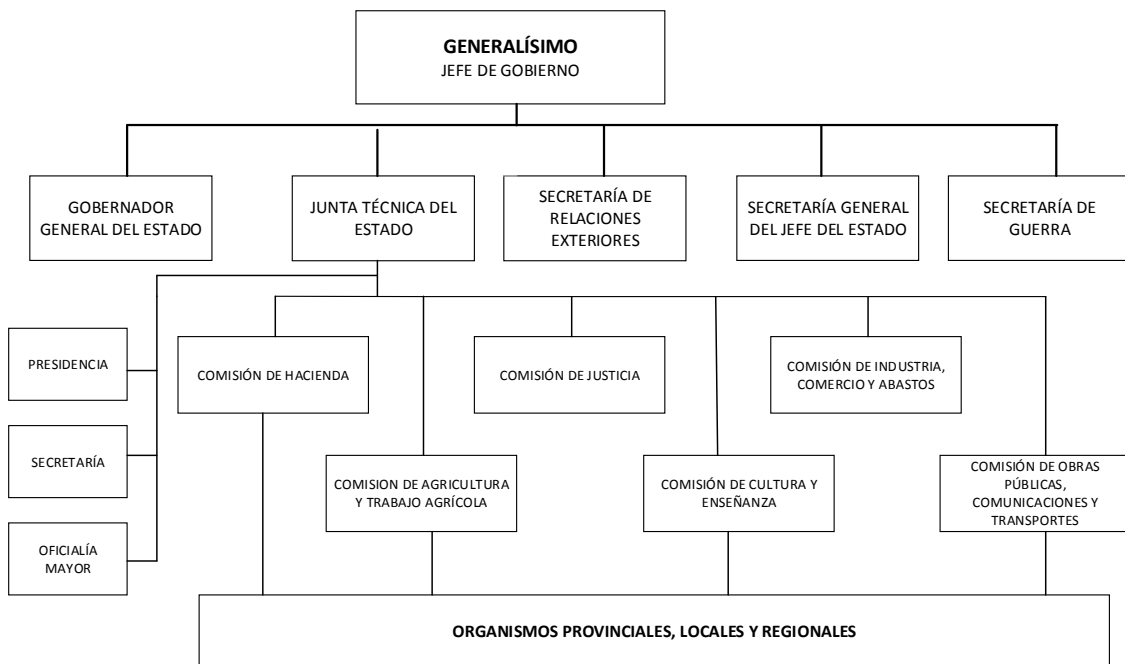 GENERALÍSIMO
JEFE DE GOBIERNO
GOBERNADOR
GENERAL DEL ESTADO
JUNTA TÉCNICA DEL
ESTADO
SECRETARÍA DE
RELACIONES
EXTERIORES
SECRETARÍA GENERAL
DEL JEFE DEL ESTADO
SECRETARÍA DE
GUERRA
PRESIDENCIA
SECRETARÍA
OFICIALÍA
MAYOR
COMISIÓN DE HACIENDA
COMISIÓN DE JUSTICIA
COMISIÓN DE INDUSTRIA,
COMERCIO Y ABASTOS
COMISION DE AGRICULTURA
Y TRABAJO AGRÍCOLA
COMISIÓN DE CULTURA Y
ENSEÑANZA
COMISIÓN DE OBRAS
PÚBLICAS,
COMUNICACIONES Y
TRANSPORTES
ORGANISMOS PROVINCIALES, LOCALES Y REGIONALES